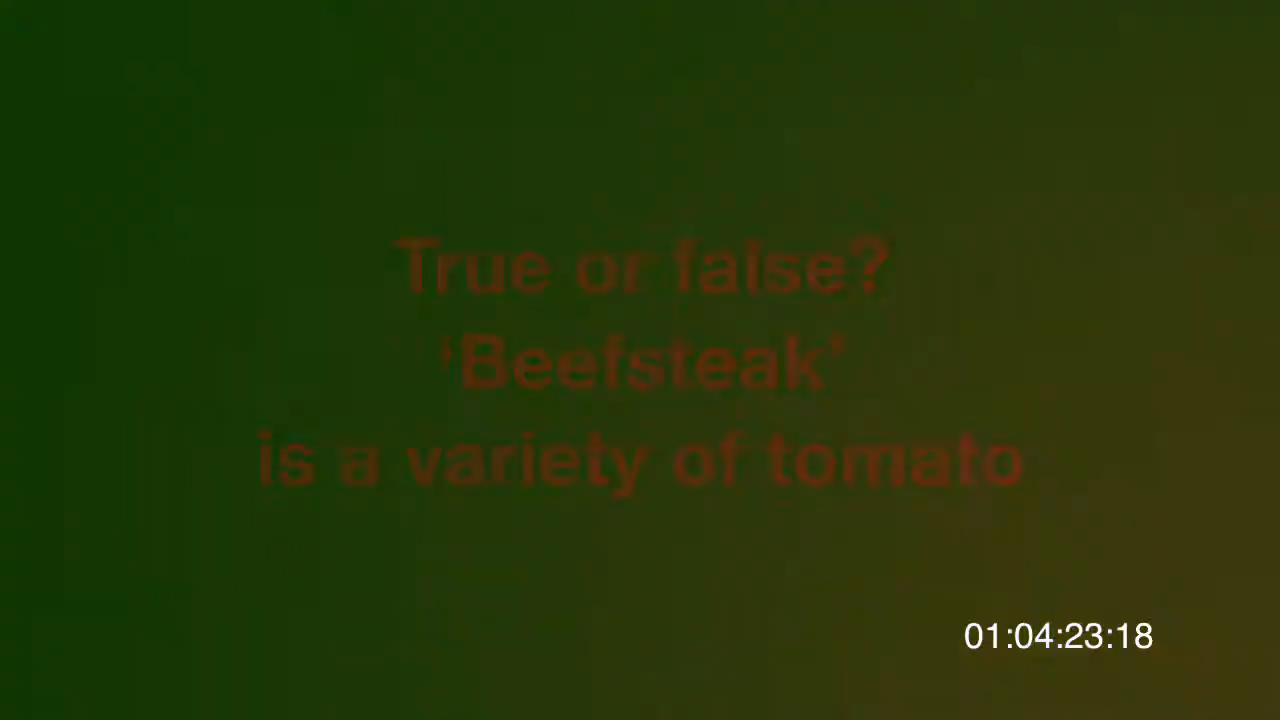 True or false?
‘Beefsteak’
is a variety of tomato
01:04:23:18